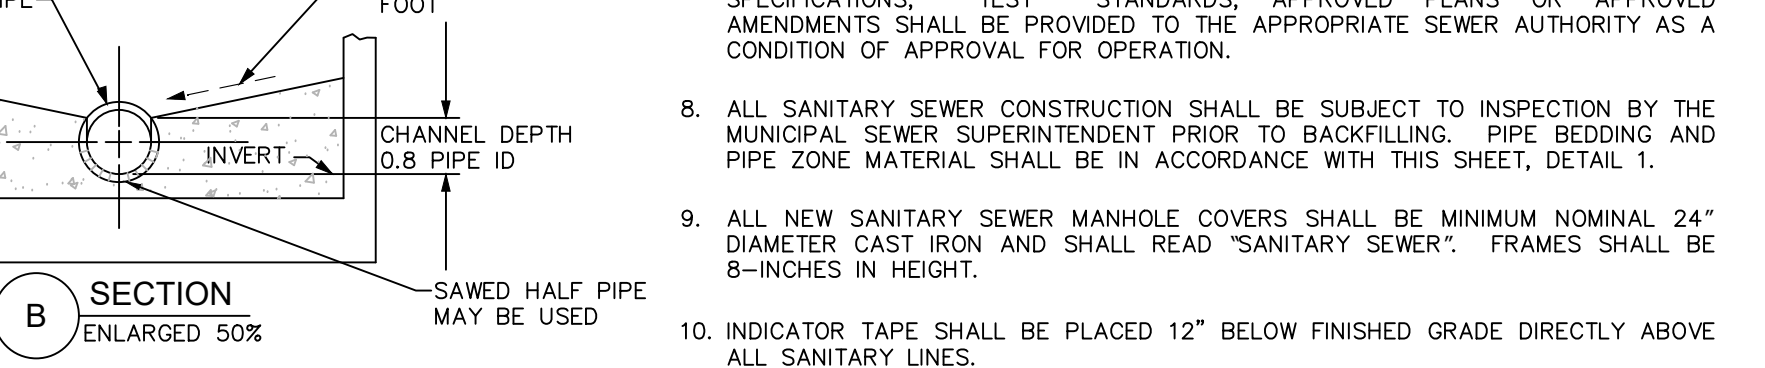 FOOT
CHANNEL DEPTH
0.8 PIPE ID
INVERT
SAWED HALF PIPE
MAY BE USED
B
SECTION
ENLARGED 50%
SPECIFICATIONS, TEST STANDARDS, APPROVED PLANS OR APPROVED
AMENDMENTS SHALL BE PROVIDED TO THE APPROPRIATE SEWER AUTHORITY AS A
CONDITION OF APPROVAL FOR OPERATION.
8. ALL SANITARY SEWER CONSTRUCTION SHALL BE SUBJECT TO INSPECTION BY THE
MUNICIPAL SEWER SUPERINTENDENT PRIOR TO BACKFILLING. PIPE BEDDING AND
PIPE ZONE MATERIAL SHALL BE IN ACCORDANCE WITH THIS SHEET, DETAIL 1.
9. ALL NEW SANITARY SEWER MANHOLE COVERS SHALL BE MINIMUM NOMINAL 24"
DIAMETER CAST IRON AND SHALL READ "SANITARY SEWER". FRAMES SHALL BE
8-INCHES IN HEIGHT.
10. INDICATOR TAPE SHALL BE PLACED 12" BELOW FINISHED GRADE DIRECTLY ABOVE
ALL SANITARY LINES.